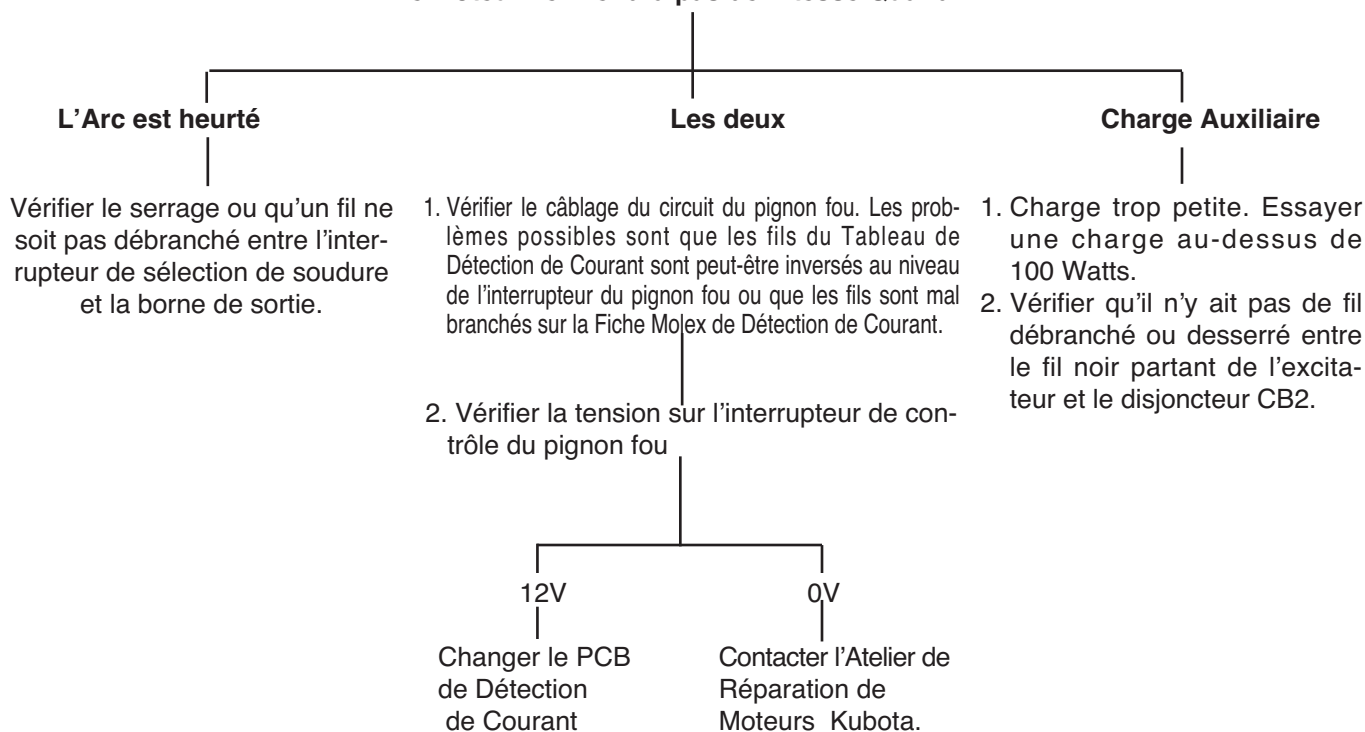 L’Arc est heurté
Vérifier le serrage ou qu’un fil ne
soit pas débranché entre l’inter-
rupteur de sélection de soudure
et la borne de sortie.
Les deux
1. Vérifier le câblage du circuit du pignon fou. Les prob-
lèmes possibles sont que les fils du Tableau de
Détection de Courant sont peut-être inversés au niveau
de l’interrupteur du pignon fou ou que les fils sont mal
branchés sur la Fiche Molex de Détection de Courant.
2. Vérifier la tension sur l’interrupteur de con-
trôle du pignon fou
12V
Changer le PCB
de Détection
de Courant
0V
Contacter l’Atelier de
Réparation de
Moteurs Kubota.
Charge Auxiliaire
1. Charge trop petite. Essayer
une charge au-dessus de
100 Watts.
2. Vérifier qu’il n’y ait pas de fil
débranché ou desserré entre
le fil noir partant de l’excita-
teur et le disjoncteur CB2.